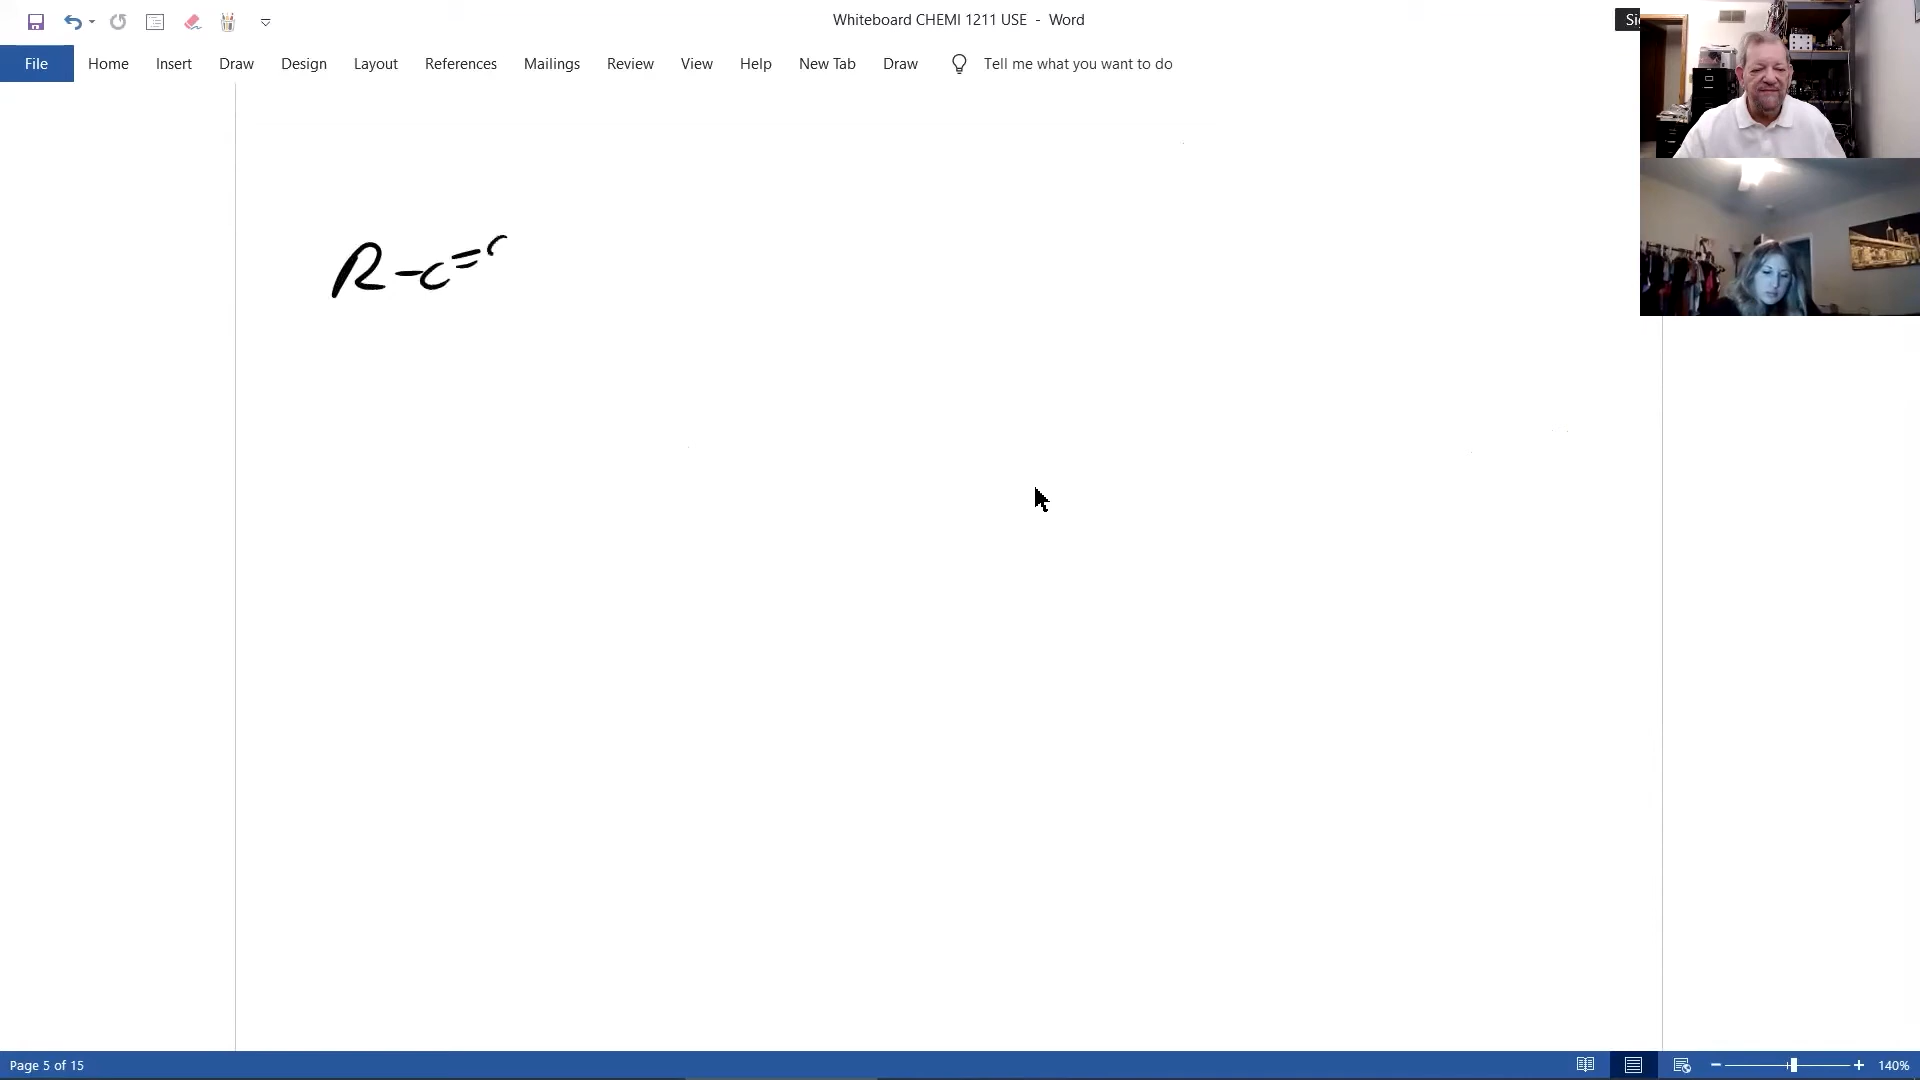 Whiteboard CHEMI 1211 USE - Word
File Home Insert Draw Design Layout References Mailings Review View Help New Tab Draw Tell me what you want to do
R-C=
Page 5 of 15
140%